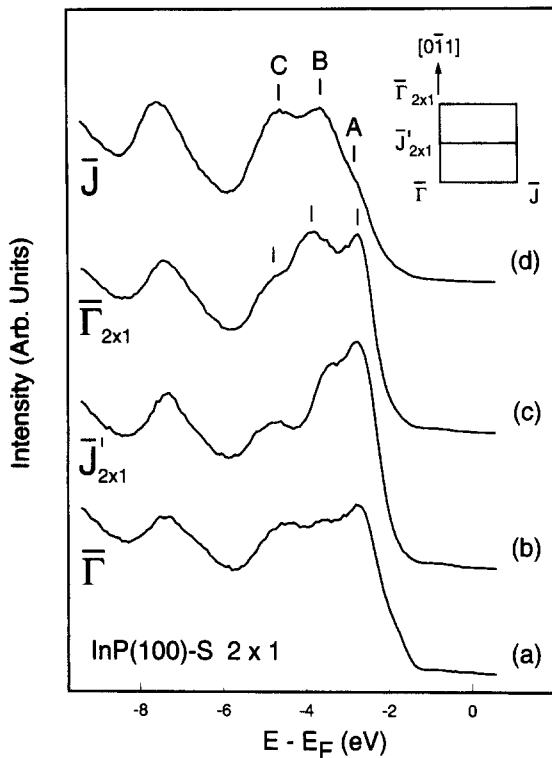 [01̄1]
C B
A
Γ̄2x1
J̄'2x1
Γ̄ J̄
J̄
(d)
Γ̄2x1
(c)
J̄'2x1
(b)
Γ̄
(a)
InP(100)-S 2 x 1
Intensity (Arb. Units)
-8 -6 -4 -2 0
E - EF (eV)